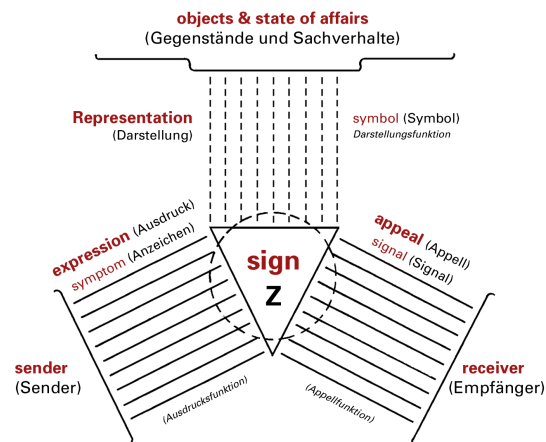 objects & state of affairs
(Gegenstände und Sachverhalte)
Representation
(Darstellung)
symbol (Symbol)
Darstellungsfunktion
expression (Ausdruck)
symptom (Anzeichen)
appeal (Appell)
signal (Signal)
sign
Z
sender
(Sender)
receiver
(Empfänger)
(Ausdrucksfunktion)
(Appellfunktion)